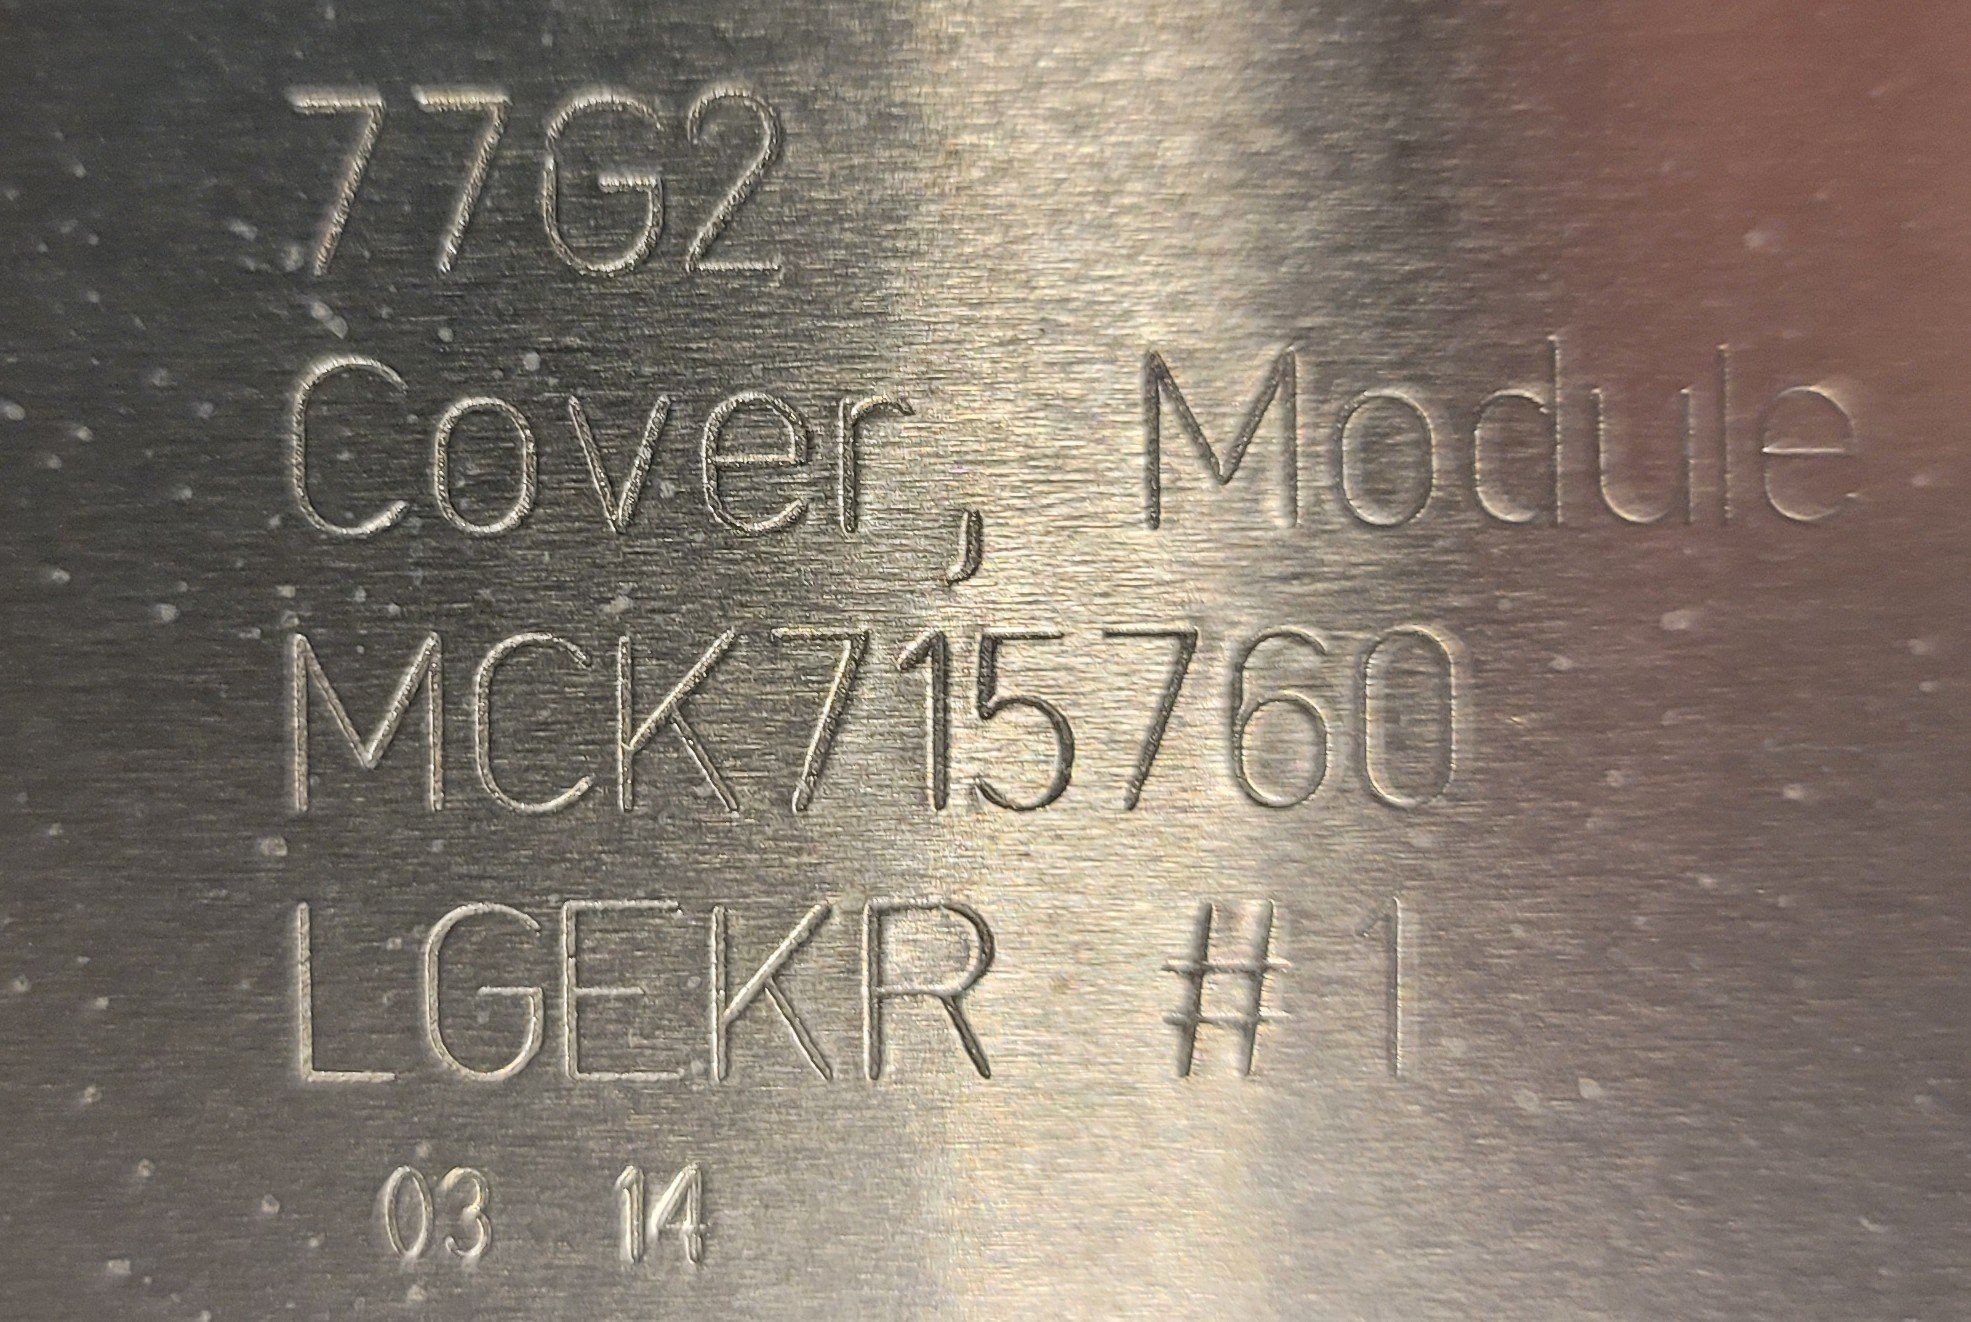 77G2
Cover, Module
MCK715760
LGEKR #1
03 14